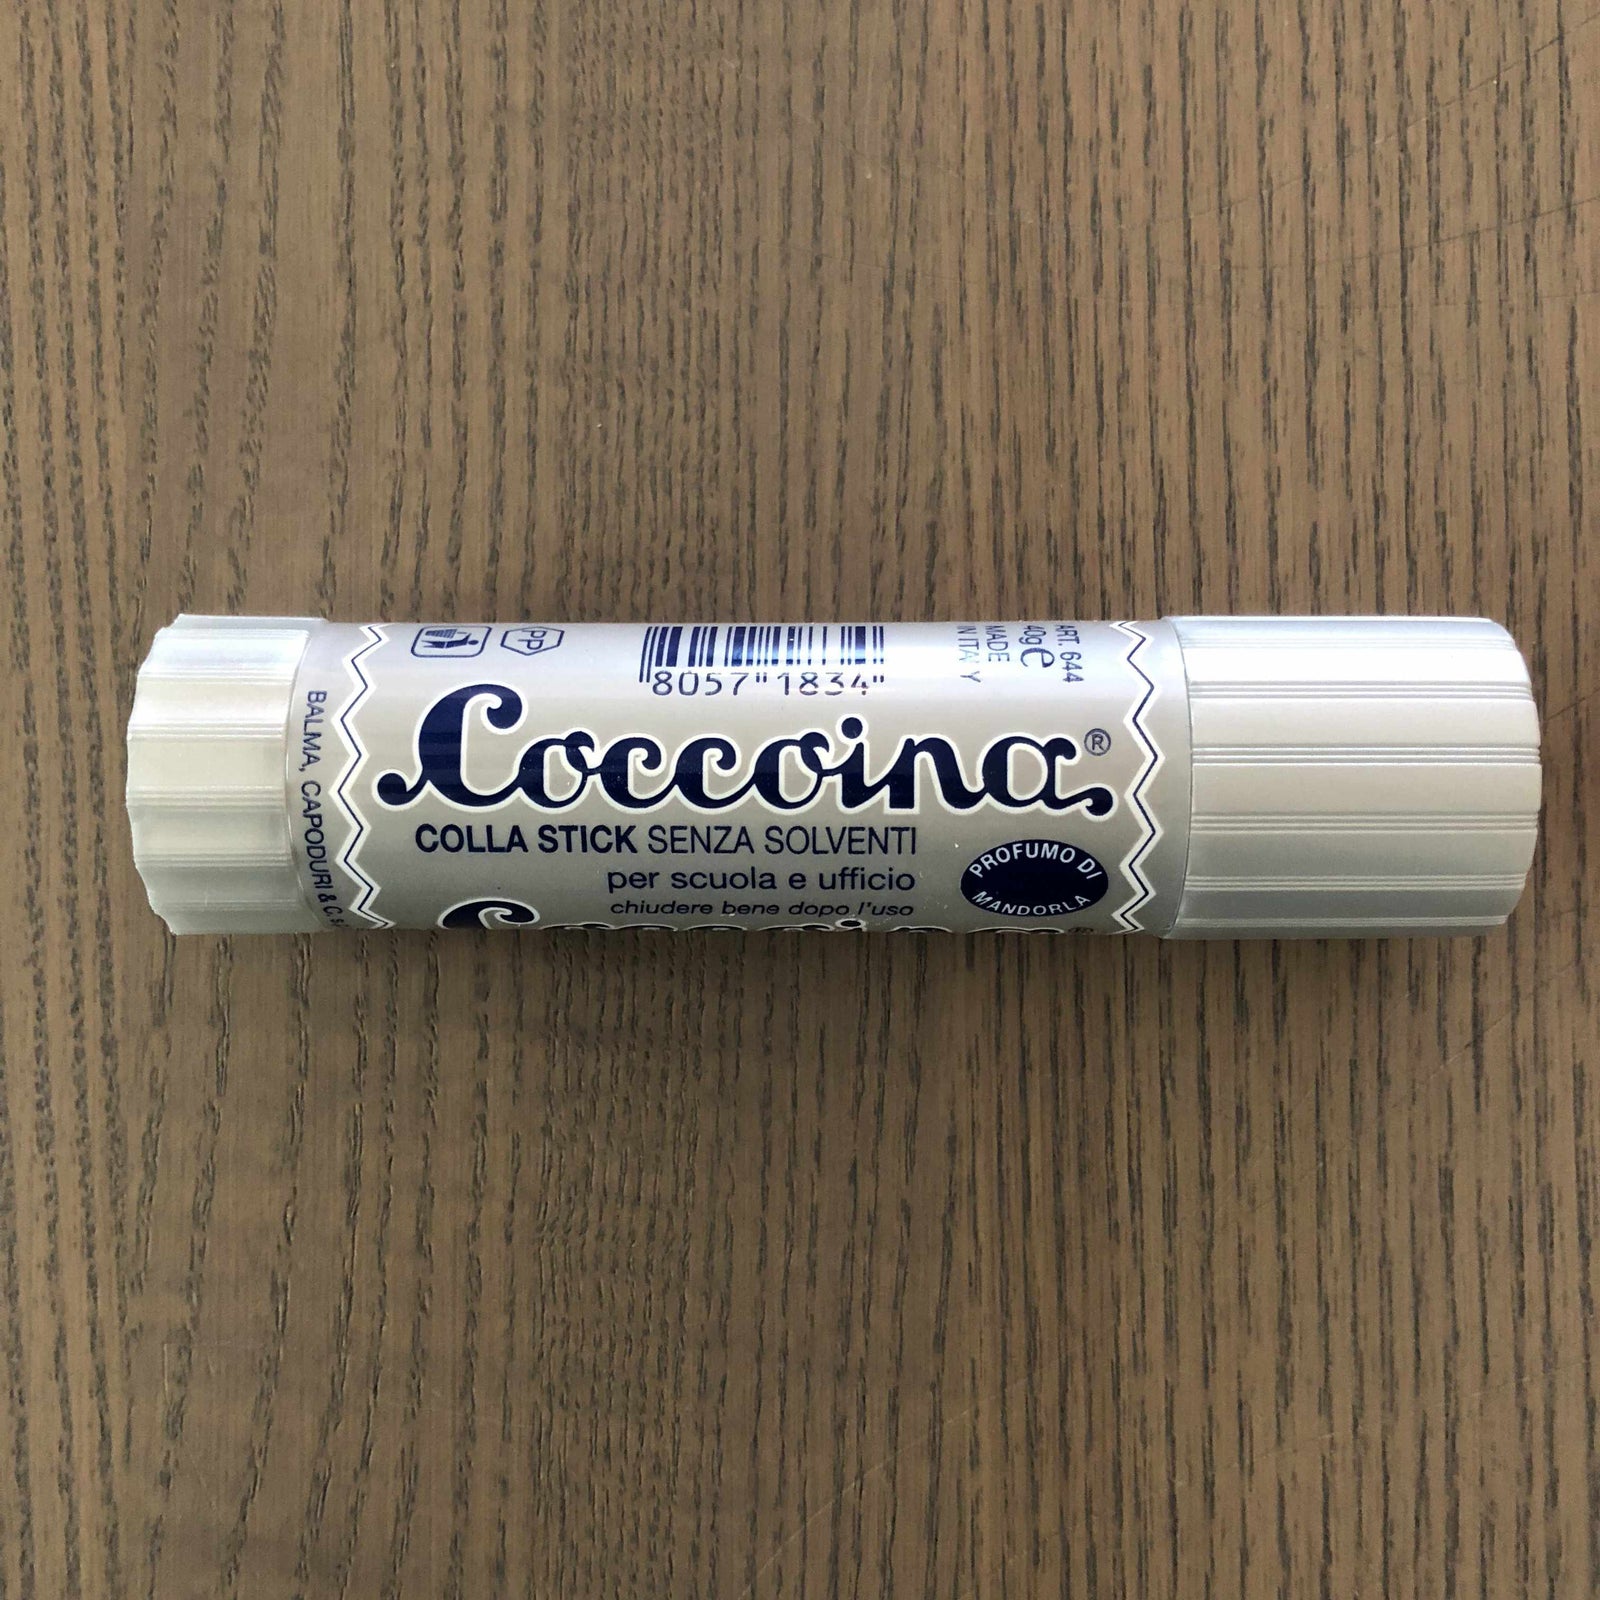 PP
8057 1834
ART. 644
40g e
MADE
IN ITALY
Coccoina®
COLLA STICK SENZA SOLVENTI
per scuola e ufficio
chiudere bene dopo l'uso
PROFUMO DI
MANDORLA
BALMA, CAPODURI & C.